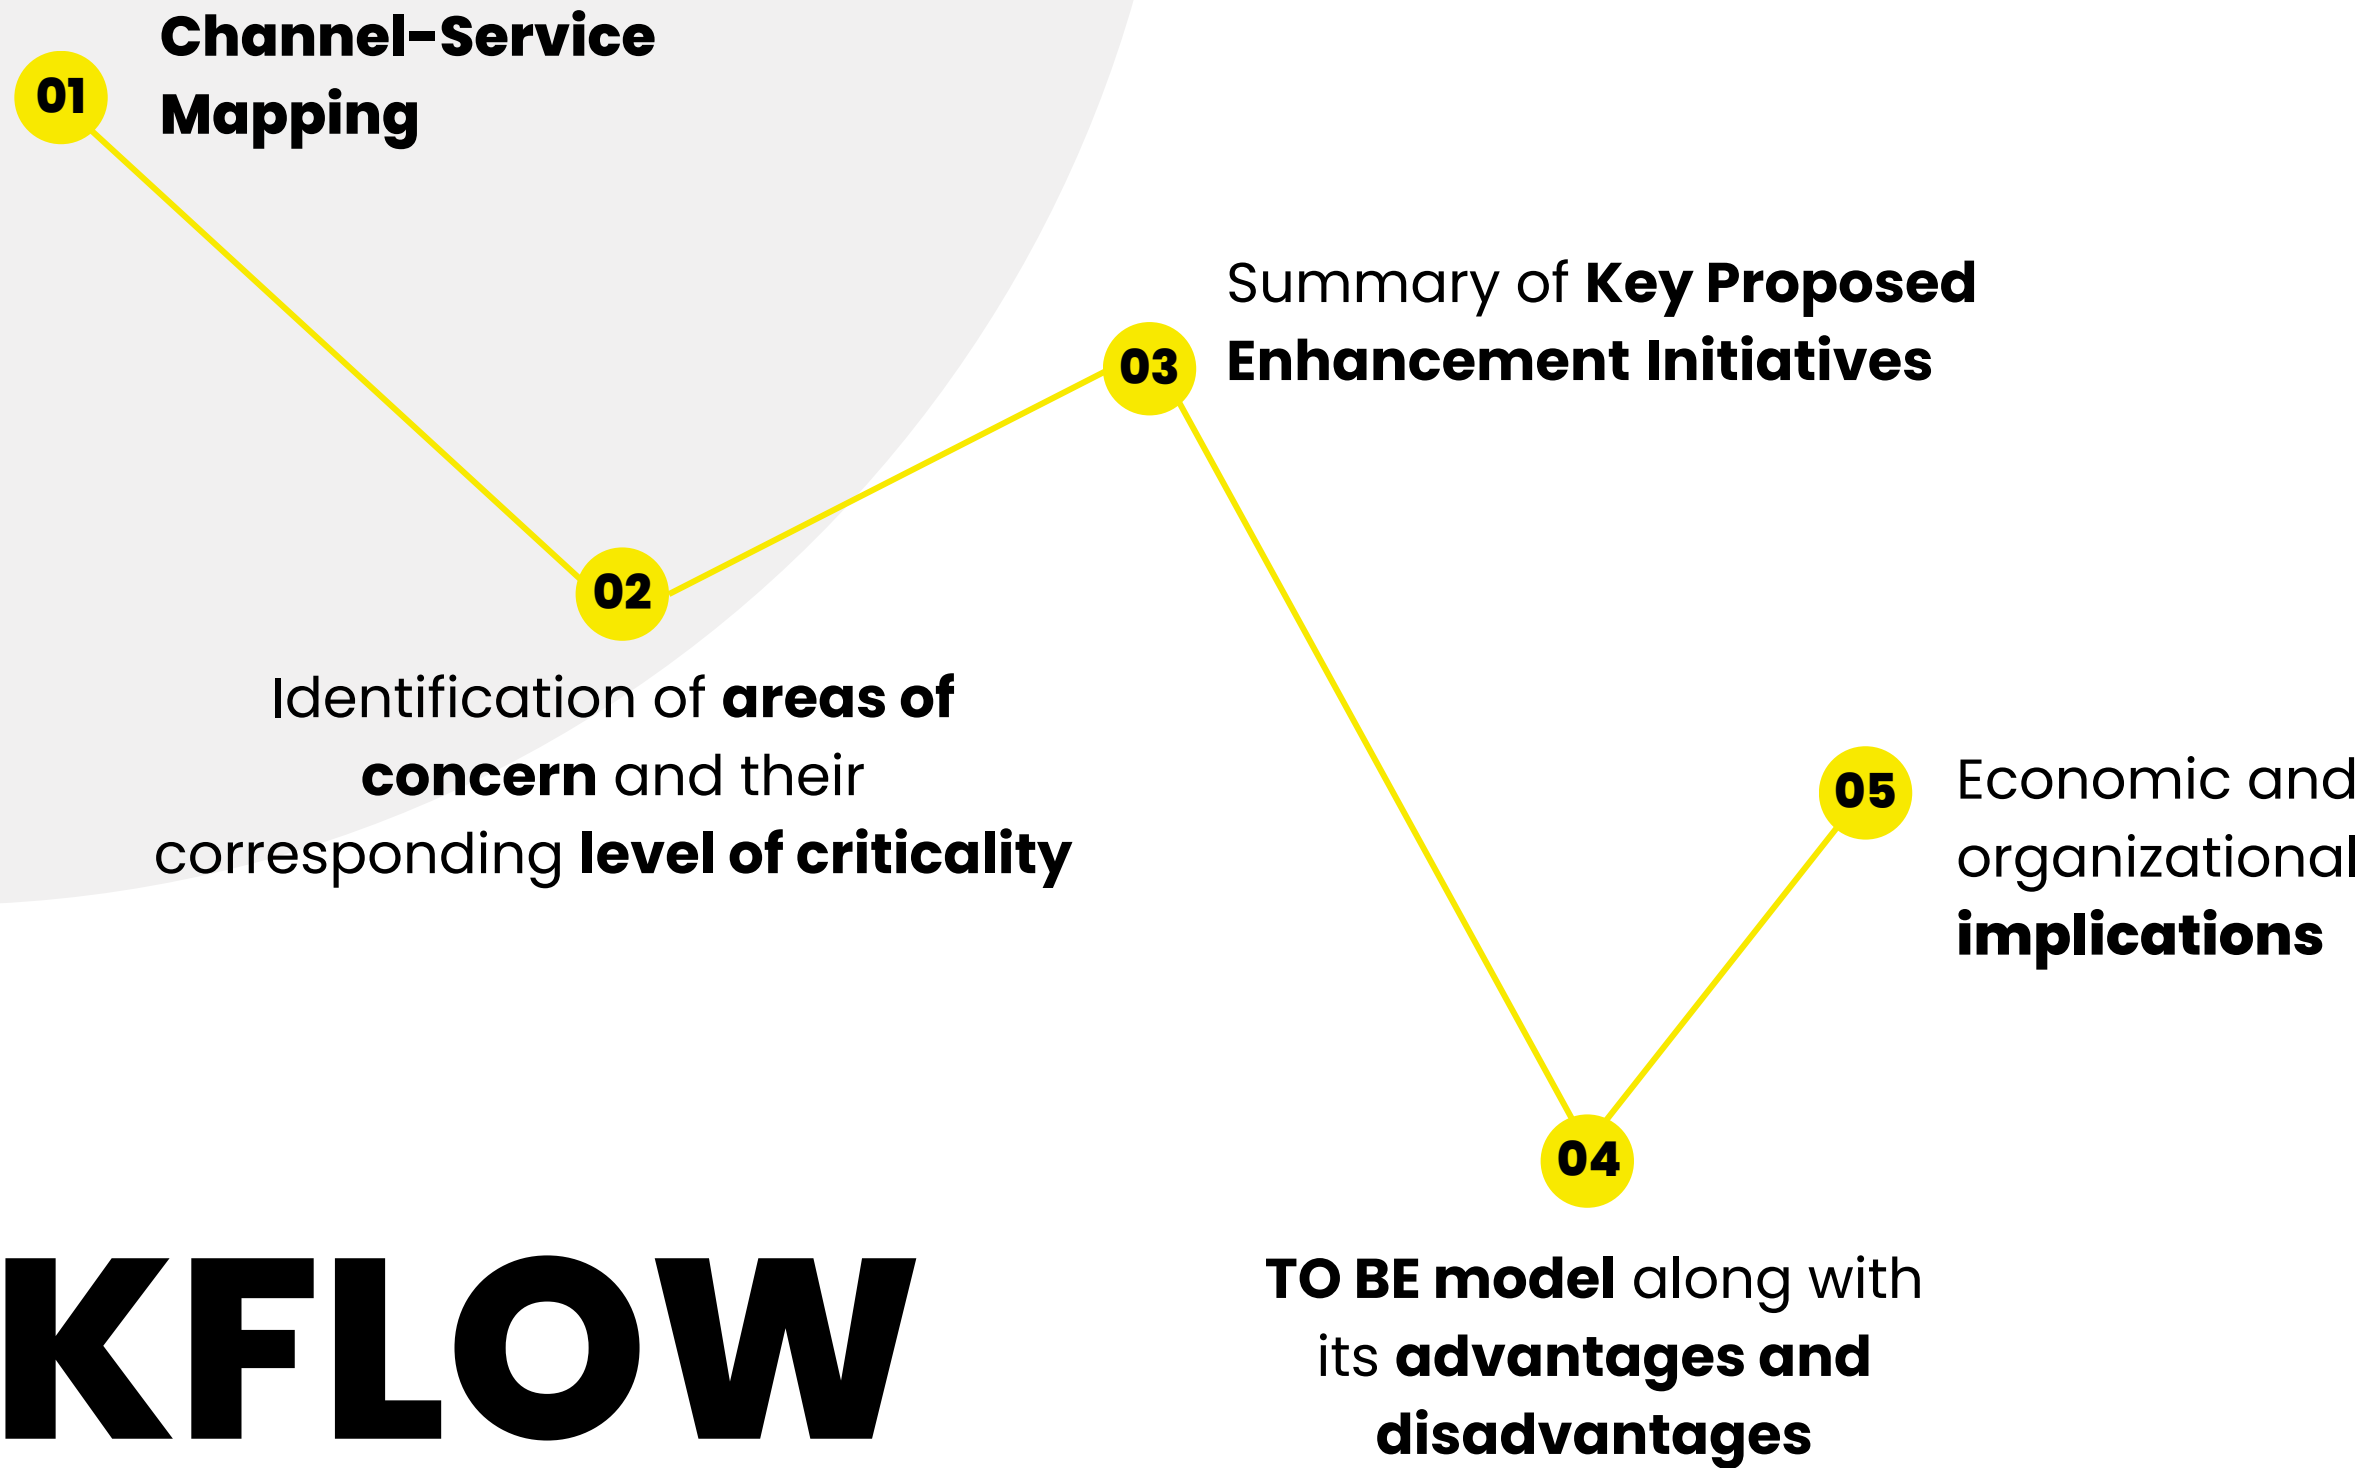 01
Channel-Service
Mapping
02
Identification of areas of
concern and their
corresponding level of criticality
03
Summary of Key Proposed
Enhancement Initiatives
04
TO BE model along with
its advantages and
disadvantages
05
Economic and
organizational
implications
KFLOW